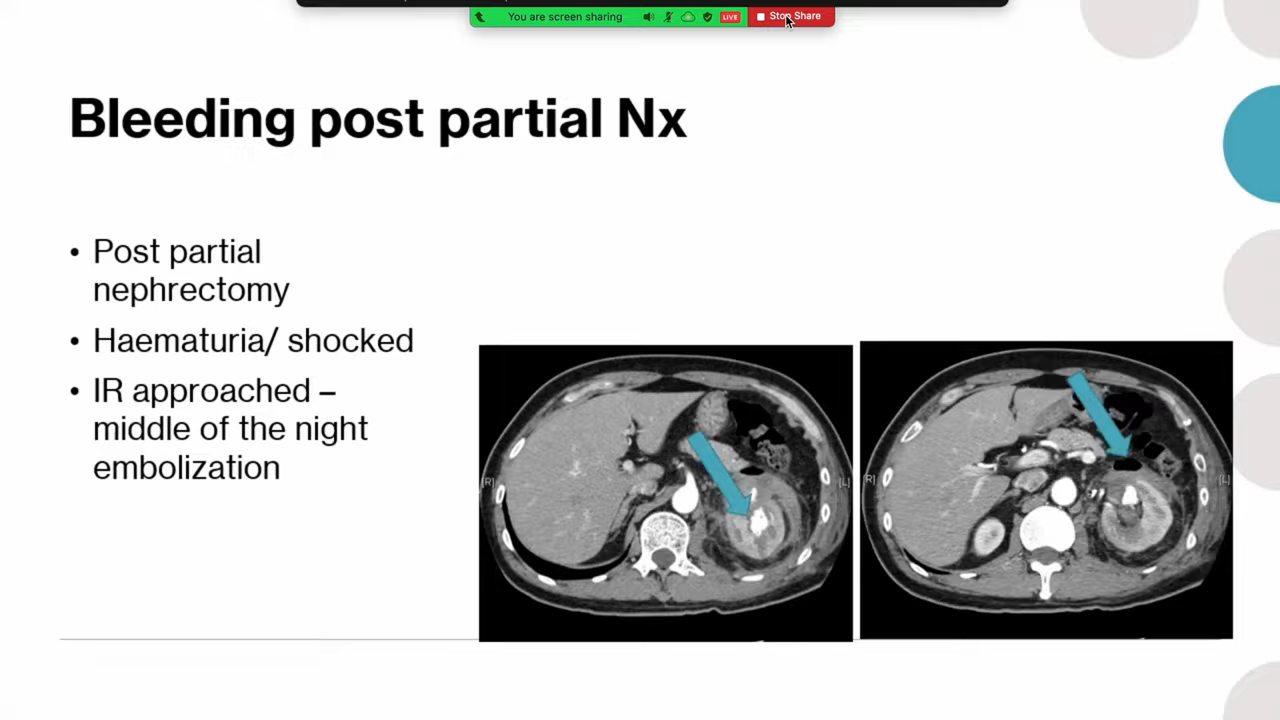 You are screen sharing
LIVE
Stop Share
Bleeding post partial Nx
• Post partial
nephrectomy
• Haematuria/ shocked
• IR approached –
middle of the night
embolization
[R]
[L]
[R]
[L]